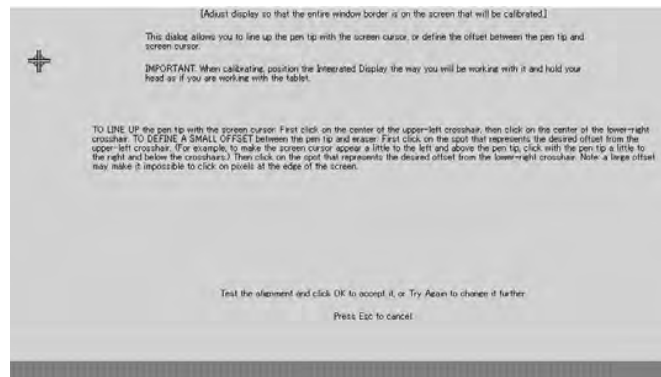 [Adjust display so that the entire window border is on the screen that will be calibrated.]
This dialog allows you to line up the pen tip with the screen cursor, or define the offset between the pen tip and
screen cursor.
IMPORTANT: When calibrating, position the Integrated Display the way you will be working with it and hold your
head as if you are working with the tablet.
TO LINE UP the pen tip with the screen cursor: First click on the center of the upper-left crosshair, then click on the center of the lower-right
crosshair. TO DEFINE A SMALL OFFSET between the pen tip and eraser: First click on the spot that represents the desired offset from the
upper-left crosshair. (For example, to make the screen cursor appear a little to the left and above the pen tip, click with the pen tip a little to
the right and below the crosshairs.) Then click on the spot that represents the desired offset from the lower-right crosshair. Note: a large offset
may make it impossible to click on pixels at the edge of the screen.
Test the alignment and click OK to accept it, or Try Again to change it further
Press Esc to cancel